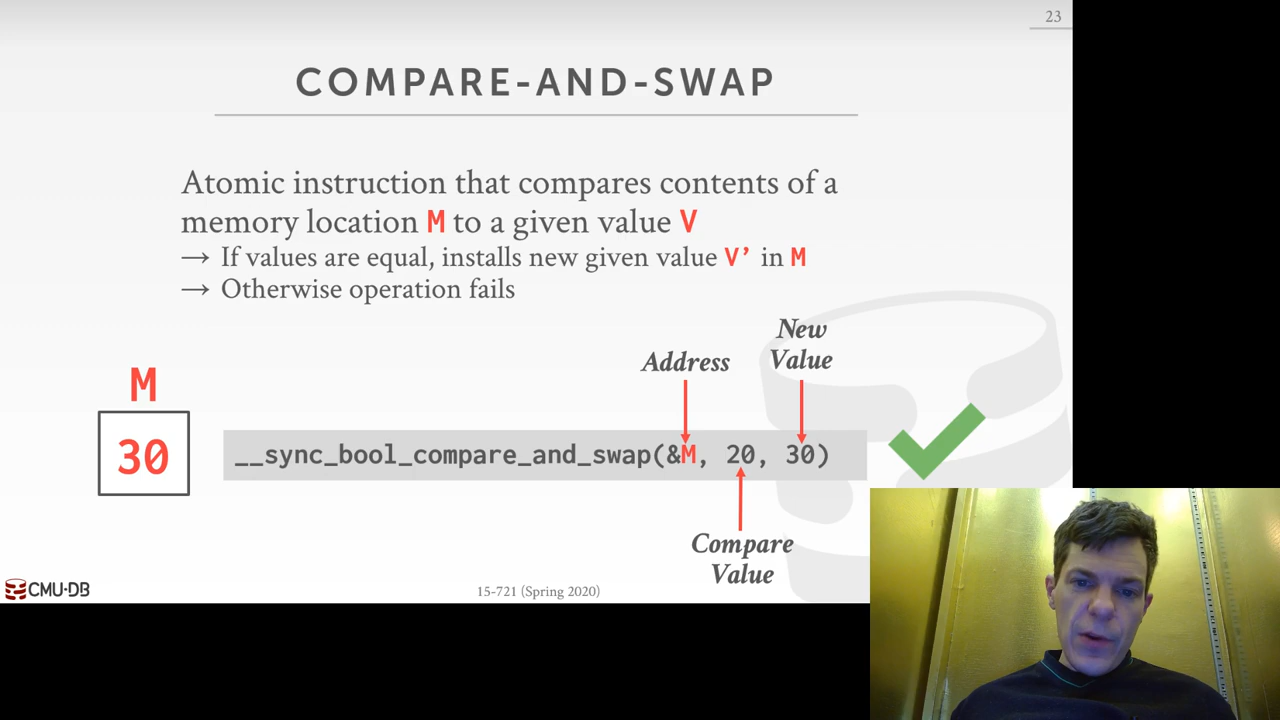 23
COMPARE-AND-SWAP
Atomic instruction that compares contents of a
memory location M to a given value V
→ If values are equal, installs new given value V’ in M
→ Otherwise operation fails
New
Value
Address
M
30
__sync_bool_compare_and_swap(&M, 20, 30)
Compare
Value
CMU·DB
15-721 (Spring 2020)